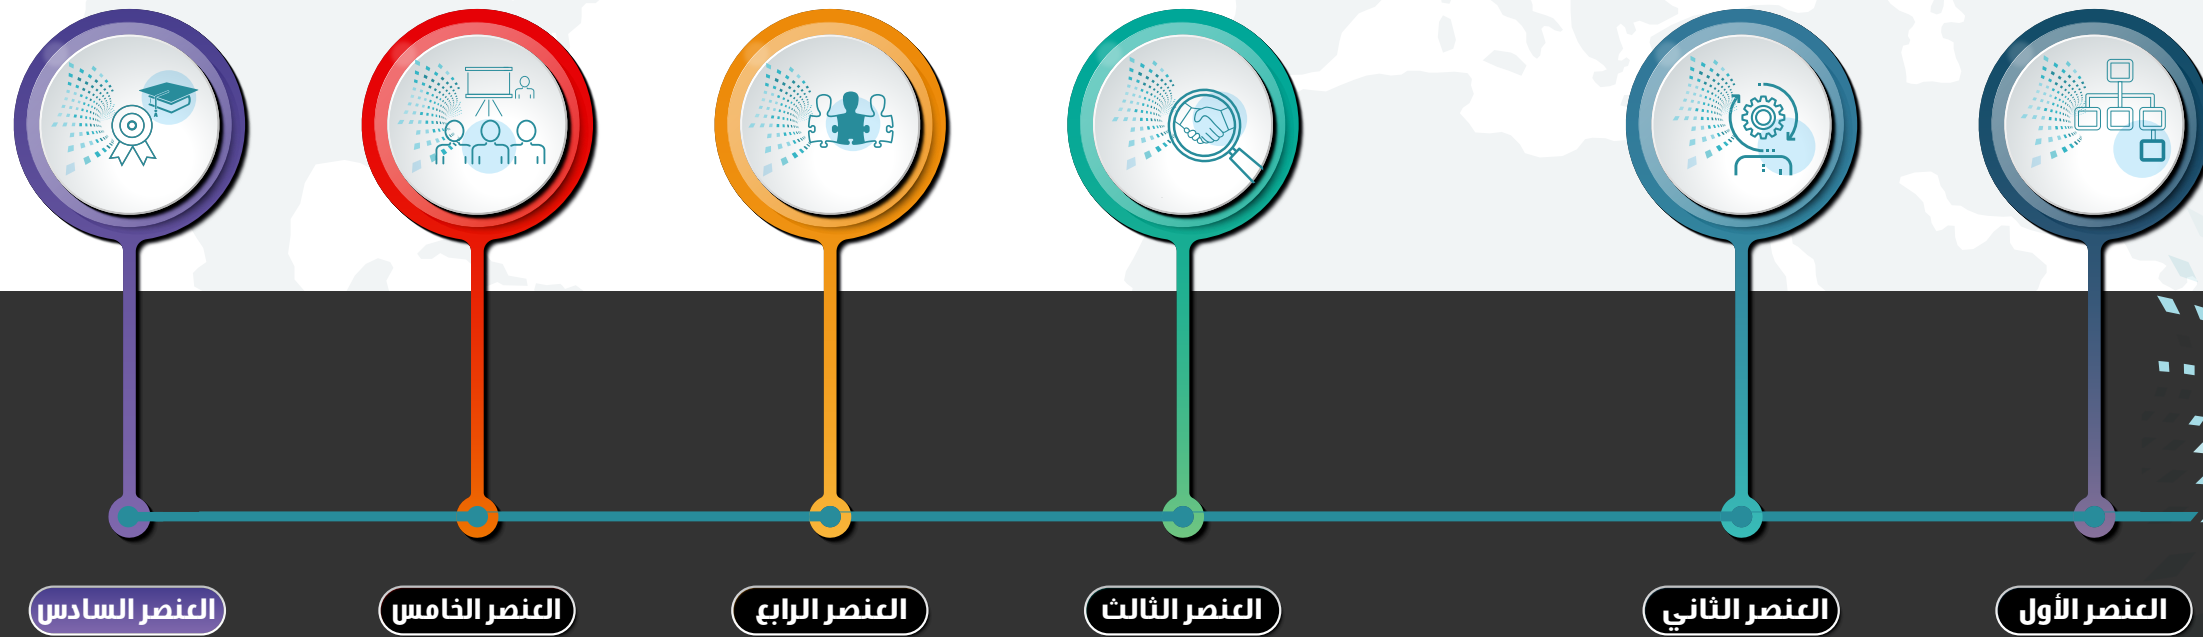 العنصر الأول
العنصر الثاني
العنصر الثالث
العنصر الرابع
العنصر الخامس
العنصر السادس